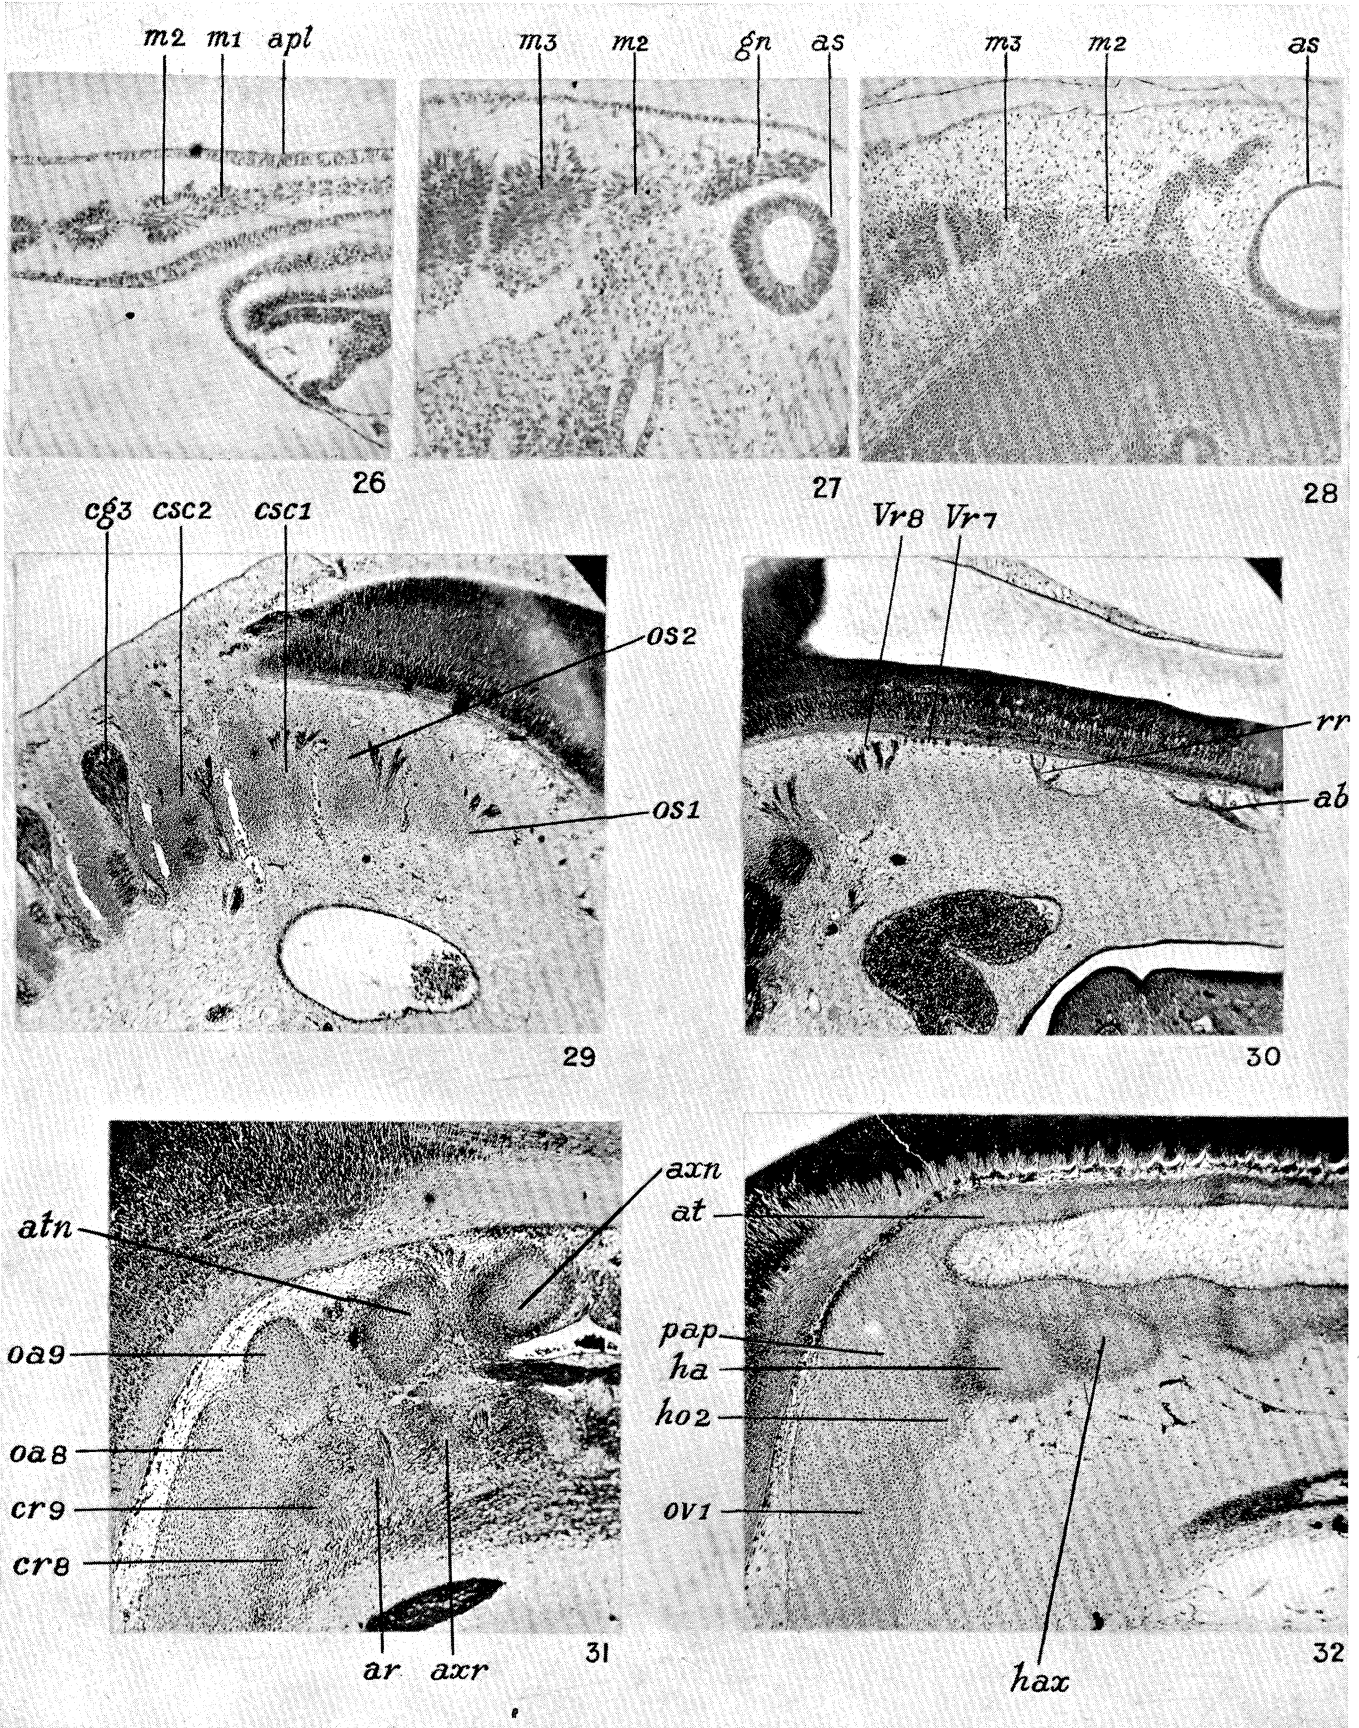 m2 m1 apl m3 m2 gn as m3 m2 as
26 27 28
cg3 csc2 csc1 Vr8 Vr7
os2
rr
ab
os1
29 30
axn
at
atn
pap
oa9
ha
ho2
oa8
cr9
ov1
cr8
31 32
ar axr
hax